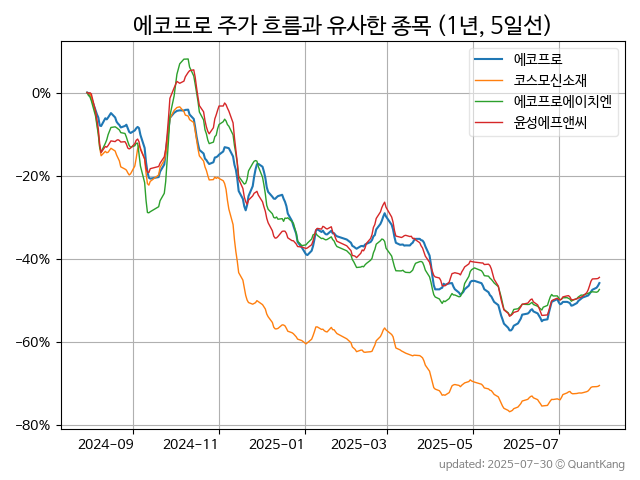 에코프로 주가 흐름과 유사한 종목 (1년, 5일선)
에코프로
코스모신소재
에코프로에이치엔
윤성에프앤씨
0%
−20%
−40%
−60%
−80%
2024-09
2024-11
2025-01
2025-03
2025-05
2025-07
updated: 2025-07-30 © QuantKang